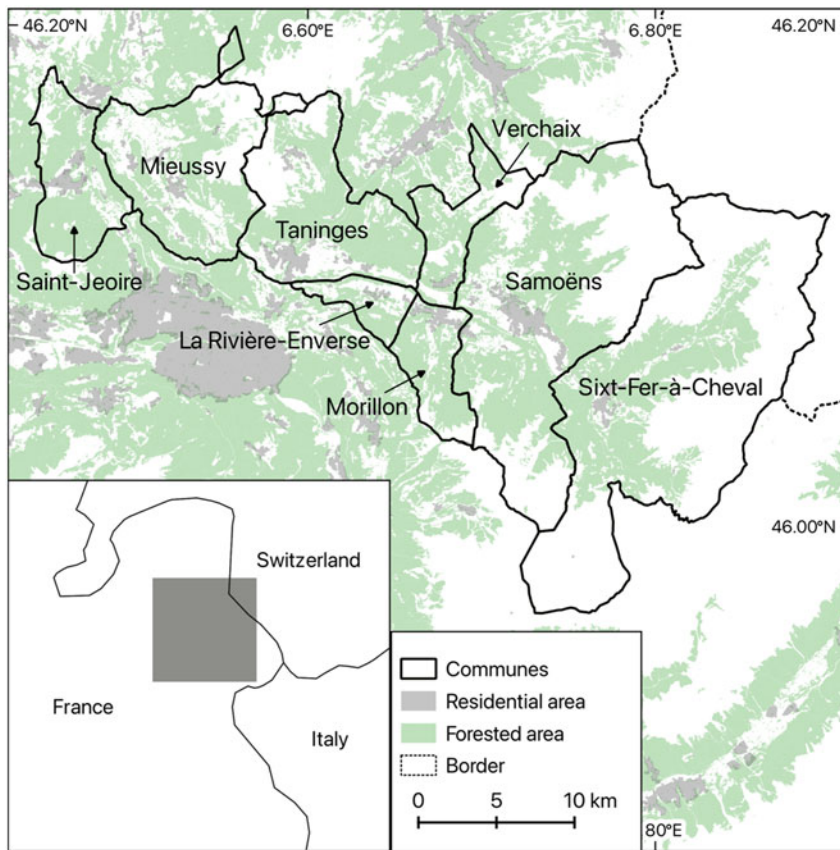 46.20°N
6.60°E
6.80°E
46.20°N
Verchaix
Mieussy
Taninges
Saint-Jeoire
Samoëns
La Rivière-Enverse
Sixt-Fer-à-Cheval
Morillon
46.00°N
Switzerland
France
Italy
Communes
Residential area
Forested area
Border
0 5 10 km
80°E